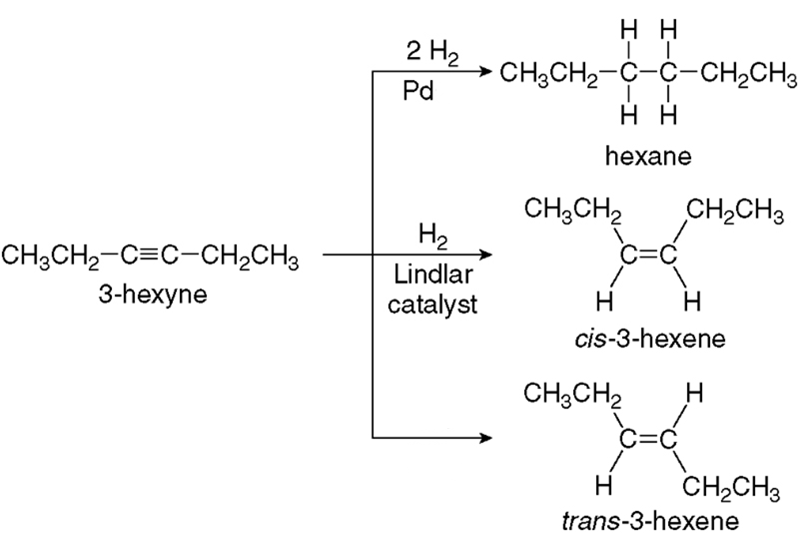 H H
2 H₂
CH₃CH₂–C–C–CH₂CH₃
Pd
H H
hexane
CH₃CH₂ CH₂CH₃
H₂
CH₃CH₂–C≡C–CH₂CH₃
C=C
3-hexyne
Lindlar
catalyst
H H
cis-3-hexene
CH₃CH₂ H
C=C
H CH₂CH₃
trans-3-hexene